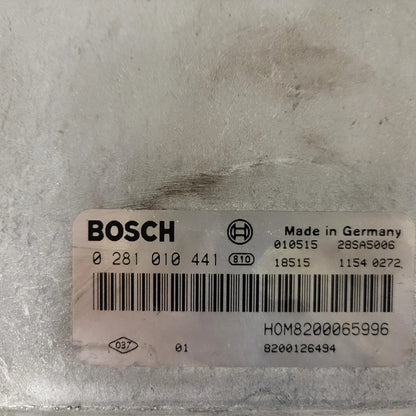 BOSCH Made in Germany
010515 28SA5006
0 281 010 441 810 18515 1154 0272
HOM8200065996
037 01 8200126494